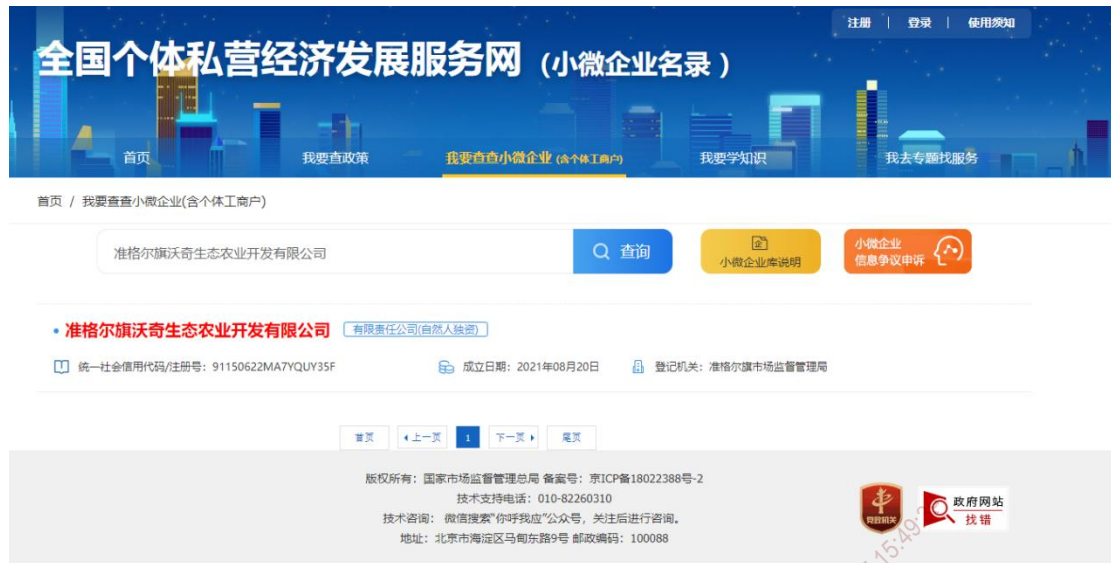 注册 | 登录 | 使用须知
全国个体私营经济发展服务网（小微企业名录）
首页 我要查政策 我要查查小微企业 (含个体工商户) 我要学知识 我去专题找服务
首页 / 我要查查小微企业(含个体工商户)
准格尔旗沃奇生态农业开发有限公司 查询 小微企业库说明 小微企业
信息争议申诉
准格尔旗沃奇生态农业开发有限公司 有限责任公司(自然人独资)
统一社会信用代码/注册号：91150622MA7YQUY35F 成立日期：2021年08月20日 登记机关：准格尔旗市场监督管理局
首页 上一页 1 下一页 尾页
版权所有：国家市场监督管理总局 备案号：京ICP备18022388号-2
技术支持电话：010-82260310
技术咨询： 微信搜索"你呼我应"公众号，关注后进行咨询。
地址：北京市海淀区马甸东路9号 邮政编码：100088
党政机关
政府网站
找错